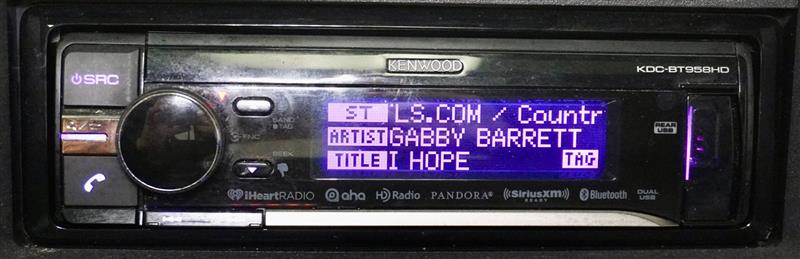 KENWOOD
KDC-BT958HD
SRC
BAND
TAG
FNC
SEEK
ST 'LS.COM / Countr
ARTIST GABBY BARRETT
TITLE I HOPE TAG
REAR USB
iHeartRADIO aha HD Radio PANDORA® ((SiriusXM)) READY Bluetooth DUAL USB